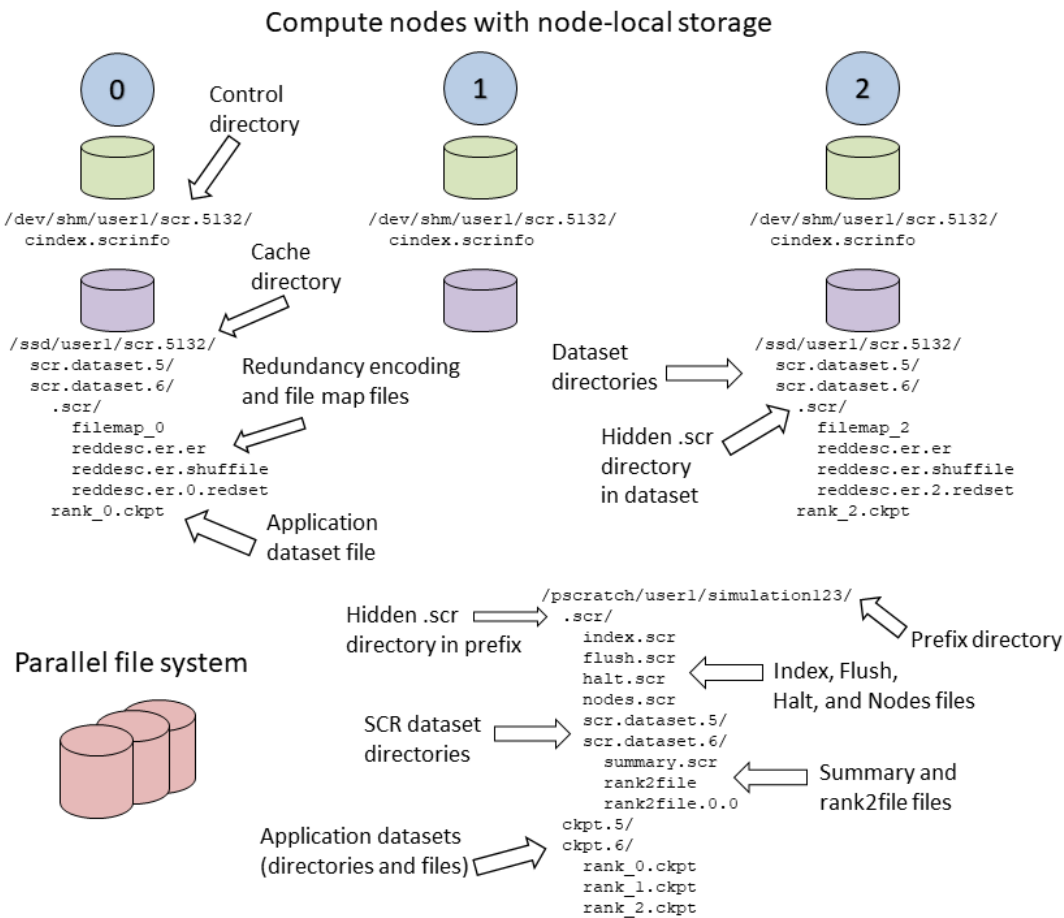 Compute nodes with node-local storage
0
1
2
Control
directory
/dev/shm/user1/scr.5132/
cindex.scrinfo
/dev/shm/user1/scr.5132/
cindex.scrinfo
/dev/shm/user1/scr.5132/
cindex.scrinfo
Cache
directory
/ssd/user1/scr.5132/
scr.dataset.5/
scr.dataset.6/
.scr/
filemap_0
reddesc.er.er
reddesc.er.shuffile
reddesc.er.0.redset
rank_0.ckpt
Redundancy encoding
and file map files
Application
dataset file
Dataset
directories
Hidden .scr
directory
in dataset
/ssd/user1/scr.5132/
scr.dataset.5/
scr.dataset.6/
.scr/
filemap_2
reddesc.er.er
reddesc.er.shuffile
reddesc.er.2.redset
rank_2.ckpt
Parallel file system
Hidden .scr
directory in prefix
SCR dataset
directories
Application datasets
(directories and files)
/pscratch/user1/simulation123/
.scr/
index.scr
flush.scr
halt.scr
nodes.scr
scr.dataset.5/
scr.dataset.6/
summary.scr
rank2file
rank2file.0.0
ckpt.5/
ckpt.6/
rank_0.ckpt
rank_1.ckpt
rank_2.ckpt
Prefix directory
Index, Flush,
Halt, and Nodes files
Summary and
rank2file files